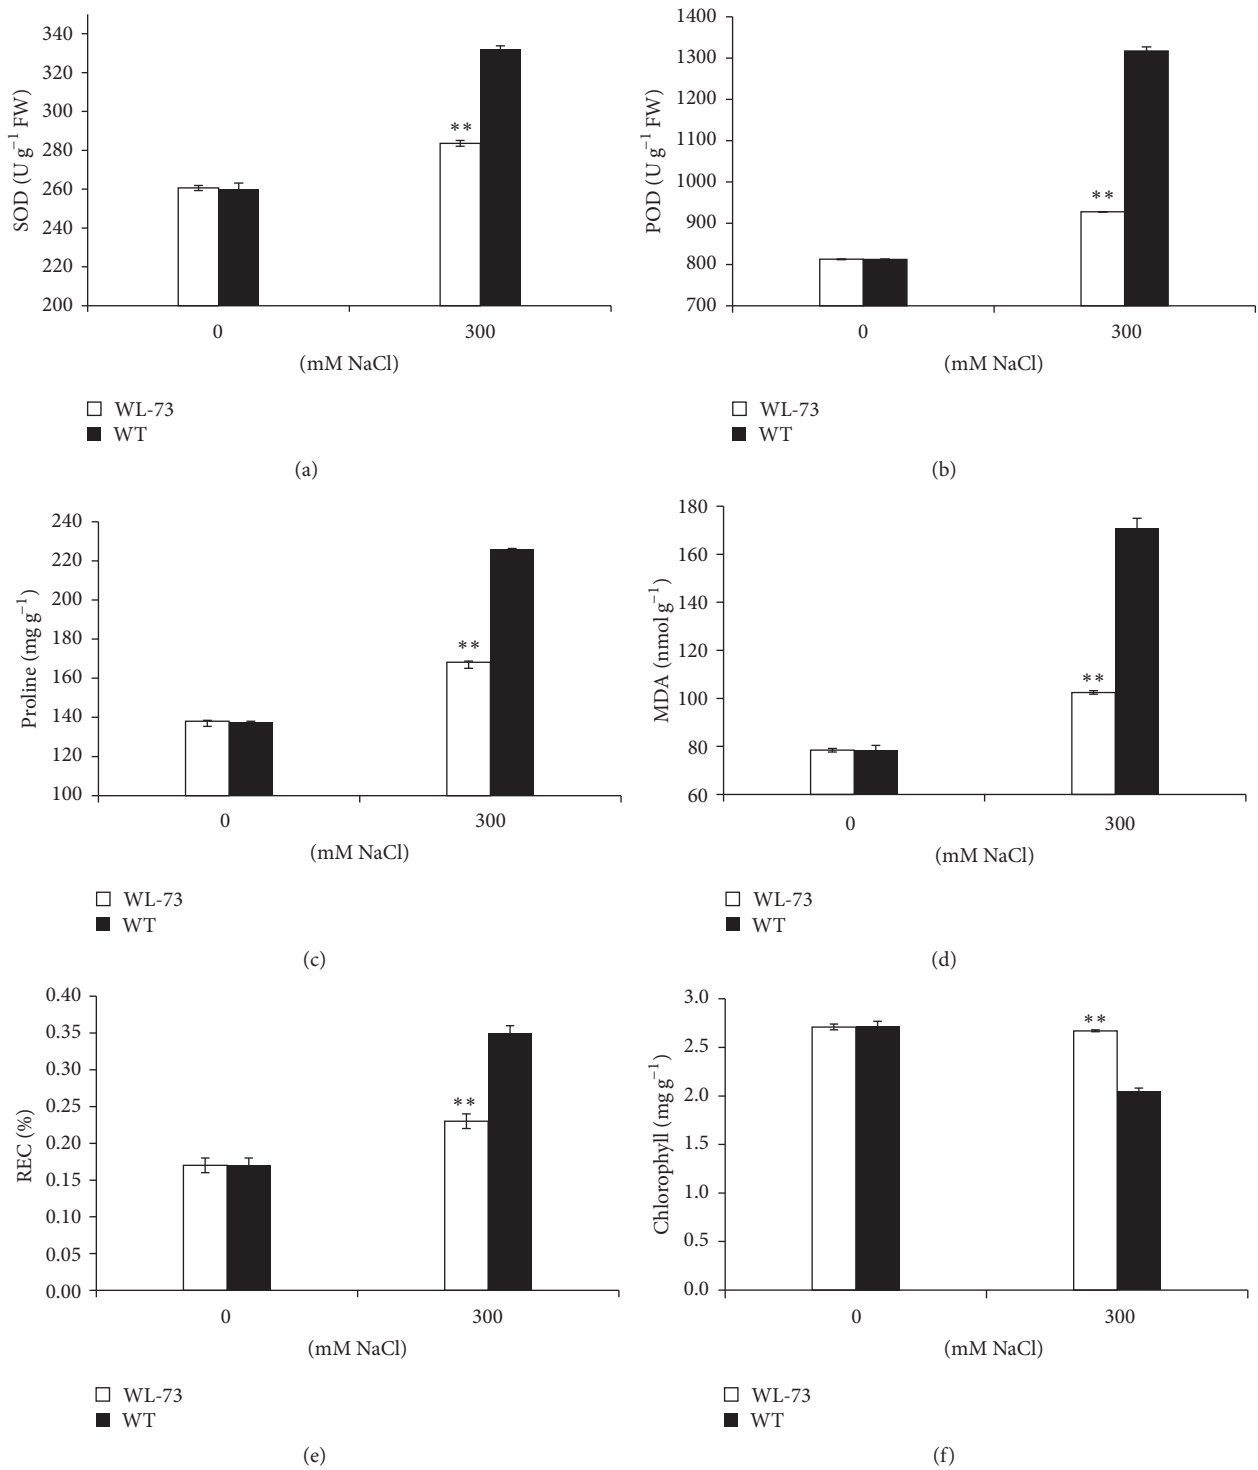 340
320
300
280
260
240
220
200
SOD (U g⁻¹ FW)
**
0
300
(mM NaCl)
WL-73
WT
(a)
1400
1300
1200
1100
1000
900
800
700
POD (U g⁻¹ FW)
**
0
300
(mM NaCl)
WL-73
WT
(b)
240
220
200
180
160
140
120
100
Proline (mg g⁻¹)
**
0
300
(mM NaCl)
WL-73
WT
(c)
180
160
140
120
100
80
60
MDA (nmol g⁻¹)
**
0
300
(mM NaCl)
WL-73
WT
(d)
0.40
0.35
0.30
0.25
0.20
0.15
0.10
0.05
0.00
REC (%)
**
0
300
(mM NaCl)
WL-73
WT
(e)
3.0
2.5
2.0
1.5
1.0
0.5
0.0
Chlorophyll (mg g⁻¹)
**
0
300
(mM NaCl)
WL-73
WT
(f)